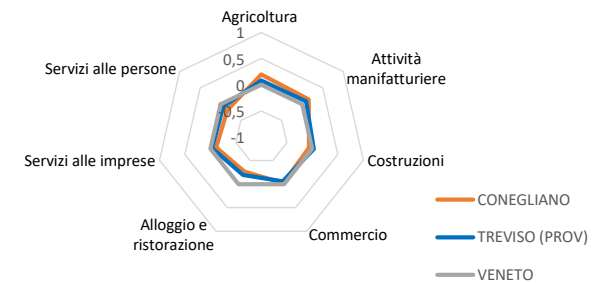 Agricoltura
1
0,5
0
-0,5
-1
Attività
manifatturiere
Costruzioni
Commercio
Alloggio e
ristorazione
Servizi alle imprese
Servizi alle persone
CONEGLIANO
TREVISO (PROV)
VENETO